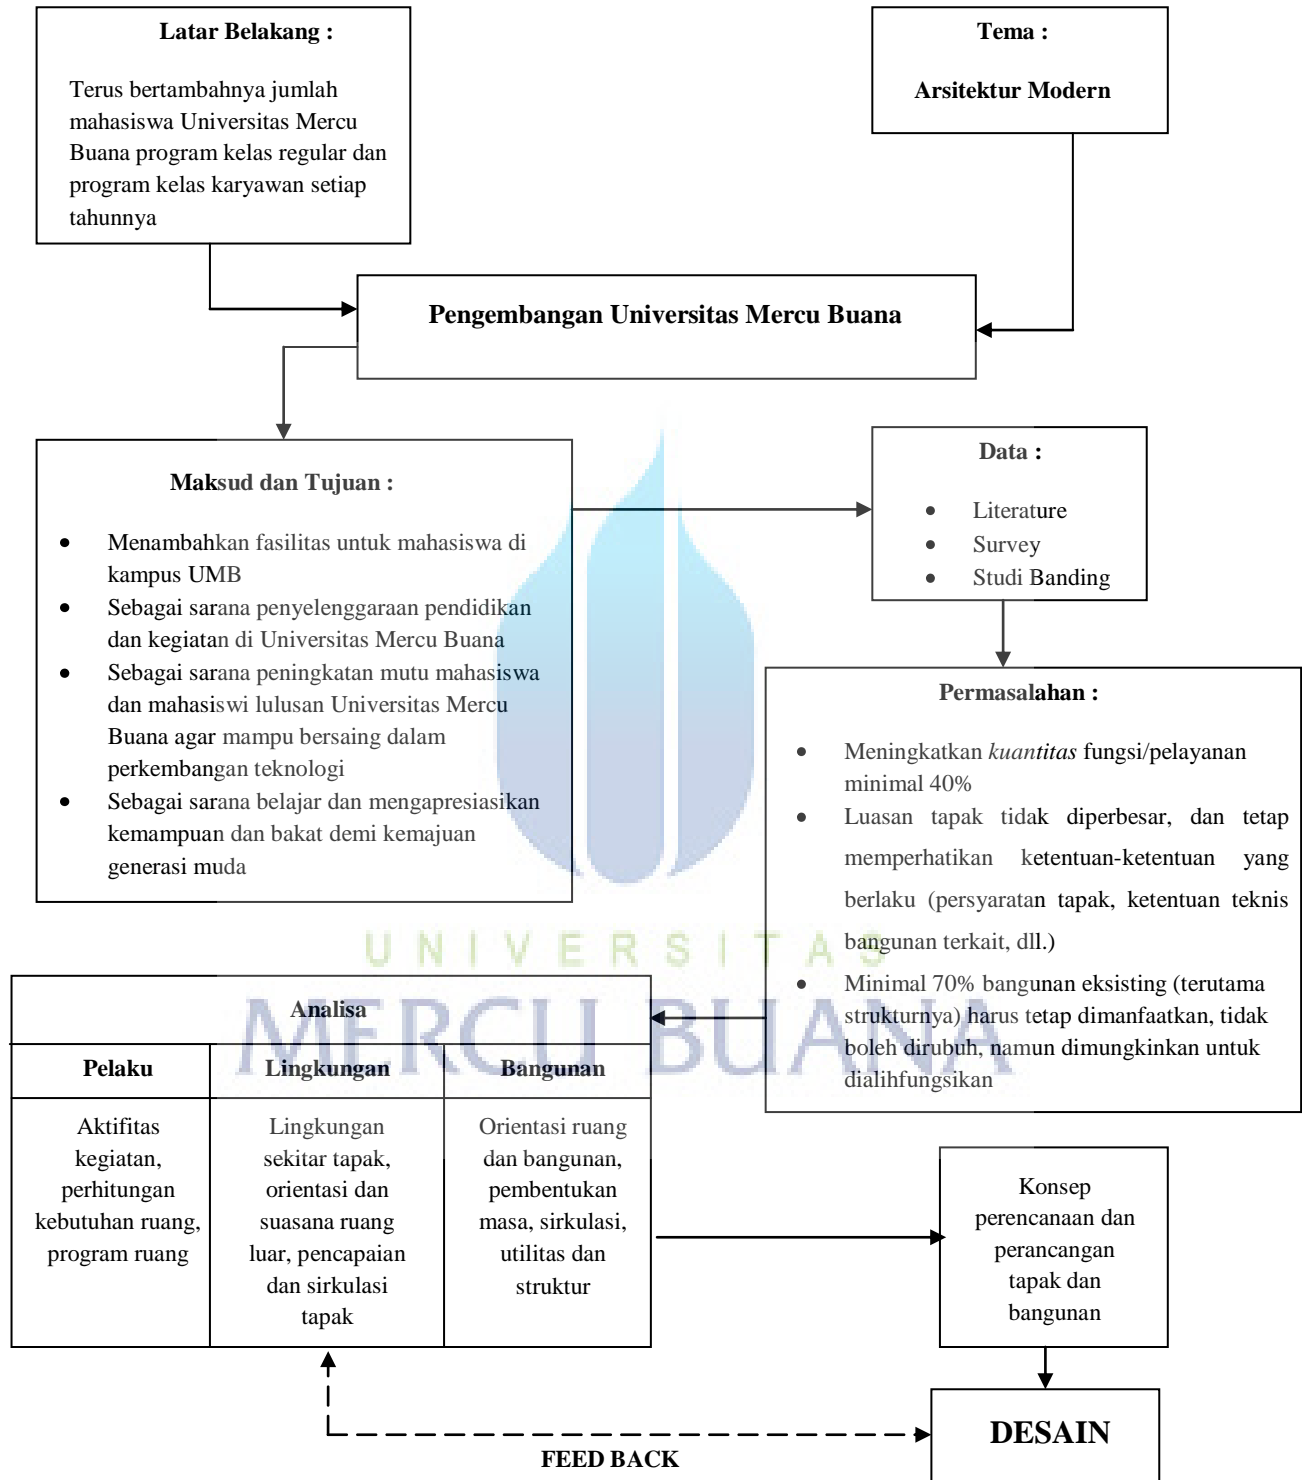 Latar Belakang :
Terus bertambahnya jumlah
mahasiswa Universitas Mercu
Buana program kelas regular dan
program kelas karyawan setiap
tahunnya
Tema :
Arsitektur Modern
Pengembangan Universitas Mercu Buana
Maksud dan Tujuan :
• Menambahkan fasilitas untuk mahasiswa di
kampus UMB
• Sebagai sarana penyelenggaraan pendidikan
dan kegiatan di Universitas Mercu Buana
• Sebagai sarana peningkatan mutu mahasiswa
dan mahasiswi lulusan Universitas Mercu
Buana agar mampu bersaing dalam
perkembangan teknologi
• Sebagai sarana belajar dan mengapresiasikan
kemampuan dan bakat demi kemajuan
generasi muda
Data :
• Literature
• Survey
• Studi Banding
Permasalahan :
• Meningkatkan kuantitas fungsi/pelayanan
minimal 40%
• Luasan tapak tidak diperbesar, dan tetap
memperhatikan ketentuan-ketentuan yang
berlaku (persyaratan tapak, ketentuan teknis
bangunan terkait, dll.)
• Minimal 70% bangunan eksisting (terutama
strukturnya) harus tetap dimanfaatkan, tidak
boleh dirubuh, namun dimungkinkan untuk
dialihfungsikan
UNIVERSITAS
MERCU BUANA
Analisa
Pelaku
Lingkungan
Bangunan
Aktifitas
kegiatan,
perhitungan
kebutuhan ruang,
program ruang
Lingkungan
sekitar tapak,
orientasi dan
suasana ruang
luar, pencapaian
dan sirkulasi
tapak
Orientasi ruang
dan bangunan,
pembentukan
masa, sirkulasi,
utilitas dan
struktur
Konsep
perencanaan dan
perancangan
tapak dan
bangunan
DESAIN
FEED BACK